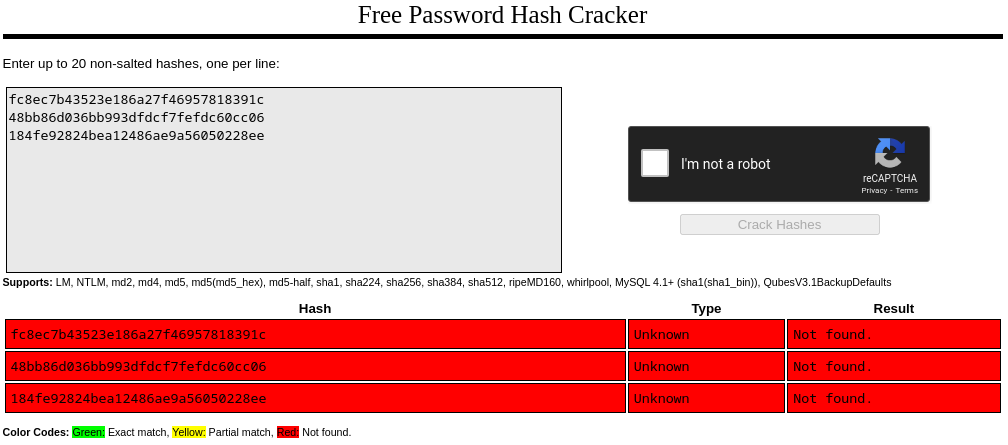 Free Password Hash Cracker
Enter up to 20 non-salted hashes, one per line:
fc8ec7b43523e186a27f46957818391c
48bb86d036bb993dfdcf7fefdc60cc06
184fe92824bea12486ae9a56050228ee
I'm not a robot
reCAPTCHA
Privacy - Terms
Crack Hashes
Supports: LM, NTLM, md2, md4, md5, md5(md5_hex), md5-half, sha1, sha224, sha256, sha384, sha512, ripeMD160, whirlpool, MySQL 4.1+ (sha1(sha1_bin)), QubesV3.1BackupDefaults
Hash Type Result
fc8ec7b43523e186a27f46957818391c Unknown Not found.
48bb86d036bb993dfdcf7fefdc60cc06 Unknown Not found.
184fe92824bea12486ae9a56050228ee Unknown Not found.
Color Codes: Green: Exact match, Yellow: Partial match, Red: Not found.